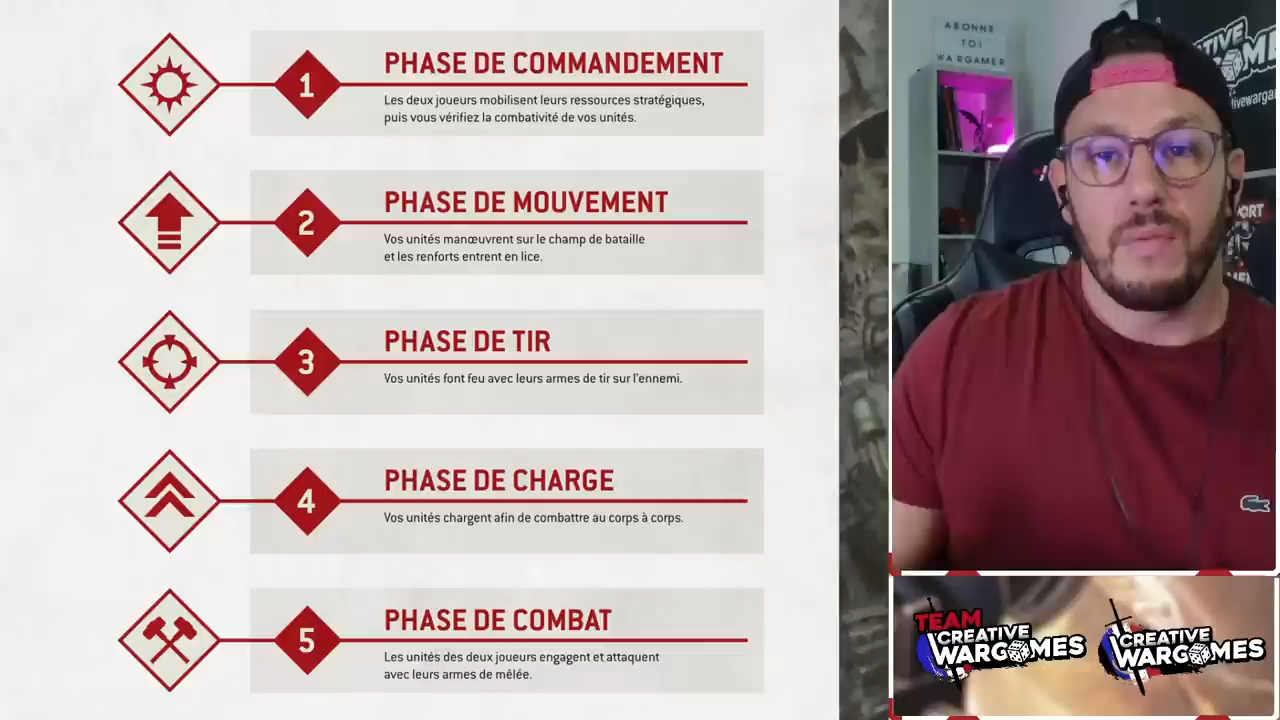 1
PHASE DE COMMANDEMENT
Les deux joueurs mobilisent leurs ressources stratégiques,
puis vous vérifiez la combativité de vos unités.
2
PHASE DE MOUVEMENT
Vos unités manœuvrent sur le champ de bataille
et les renforts entrent en lice.
3
PHASE DE TIR
Vos unités font feu avec leurs armes de tir sur l'ennemi.
4
PHASE DE CHARGE
Vos unités chargent afin de combattre au corps à corps.
5
PHASE DE COMBAT
Les unités des deux joueurs engagent et attaquent
avec leurs armes de mêlée.
ABONNE
TOI
WARGAMER
TEAM
CREATIVE
WARGAMES
CREATIVE
WARGAMES